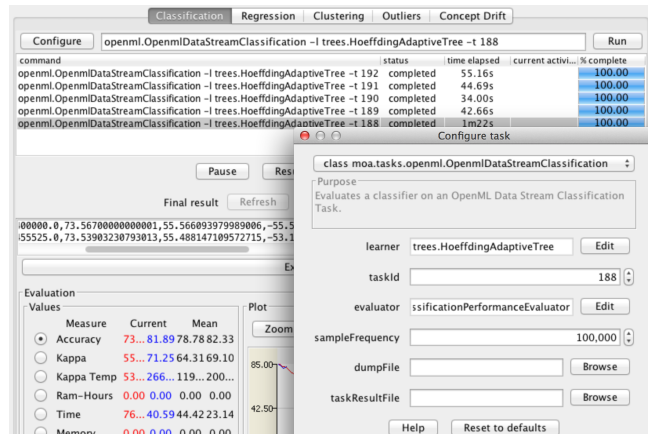 Classification Regression Clustering Outliers Concept Drift
Configure openml.OpenmlDataStreamClassification -l trees.HoeffdingAdaptiveTree -t 188 Run
command status time elapsed current activi... % complete
openml.OpenmlDataStreamClassification -l trees.HoeffdingAdaptiveTree -t 192 completed 55.16s 100.00
openml.OpenmlDataStreamClassification -l trees.HoeffdingAdaptiveTree -t 191 completed 44.69s 100.00
openml.OpenmlDataStreamClassification -l trees.HoeffdingAdaptiveTree -t 190 completed 34.00s 100.00
openml.OpenmlDataStreamClassification -l trees.HoeffdingAdaptiveTree -t 189 completed 42.66s 100.00
openml.OpenmlDataStreamClassification -l trees.HoeffdingAdaptiveTree -t 188 completed 1m22s 100.00
Configure task
class moa.tasks.openml.OpenmlDataStreamClassification
Pause
Purpose
Evaluates a classifier on an OpenML Data Stream Classification
Task.
Final result Refresh
00000.0,73.56700000000001,55.566093979989006,-55.5
55525.0,73.53903230793013,55.488147109572715,-53.1
learner trees.HoeffdingAdaptiveTree Edit
taskId 188
evaluator ssificationPerformanceEvaluator Edit
sampleFrequency 100,000
dumpFile Browse
taskResultFile Browse
Help Reset to defaults
Evaluation
Values
Measure Current Mean
Accuracy 73... 81.89 78.78 82.33
Kappa 55... 71.25 64.31 69.10
Kappa Temp 53... 266... 119... 200...
Ram-Hours 0.00 0.00 0.00 0.00
Time 76... 40.59 44.42 23.14
Memory 0.00 0.00 0.00 0.00
Plot
Zoom
85.00
42.50